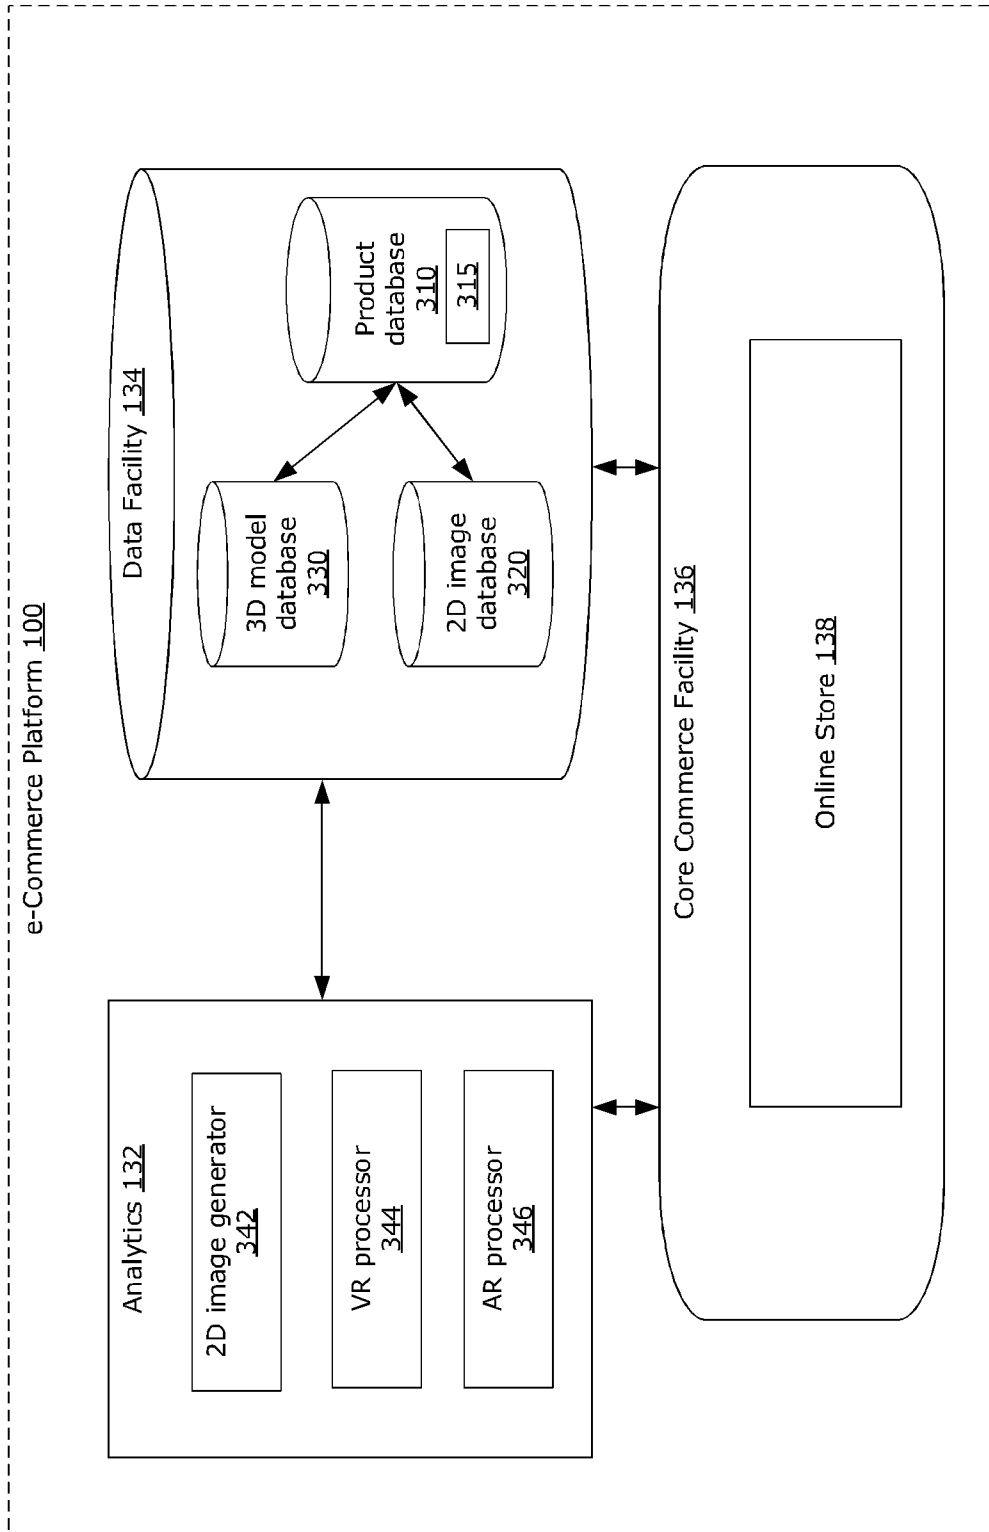 e-Commerce Platform 100
Analytics 132
2D image generator
342
VR processor
344
AR processor
346
Data Facility 134
3D model
database
330
2D image
database
320
Product
database
310
315
Core Commerce Facility 136
Online Store 138